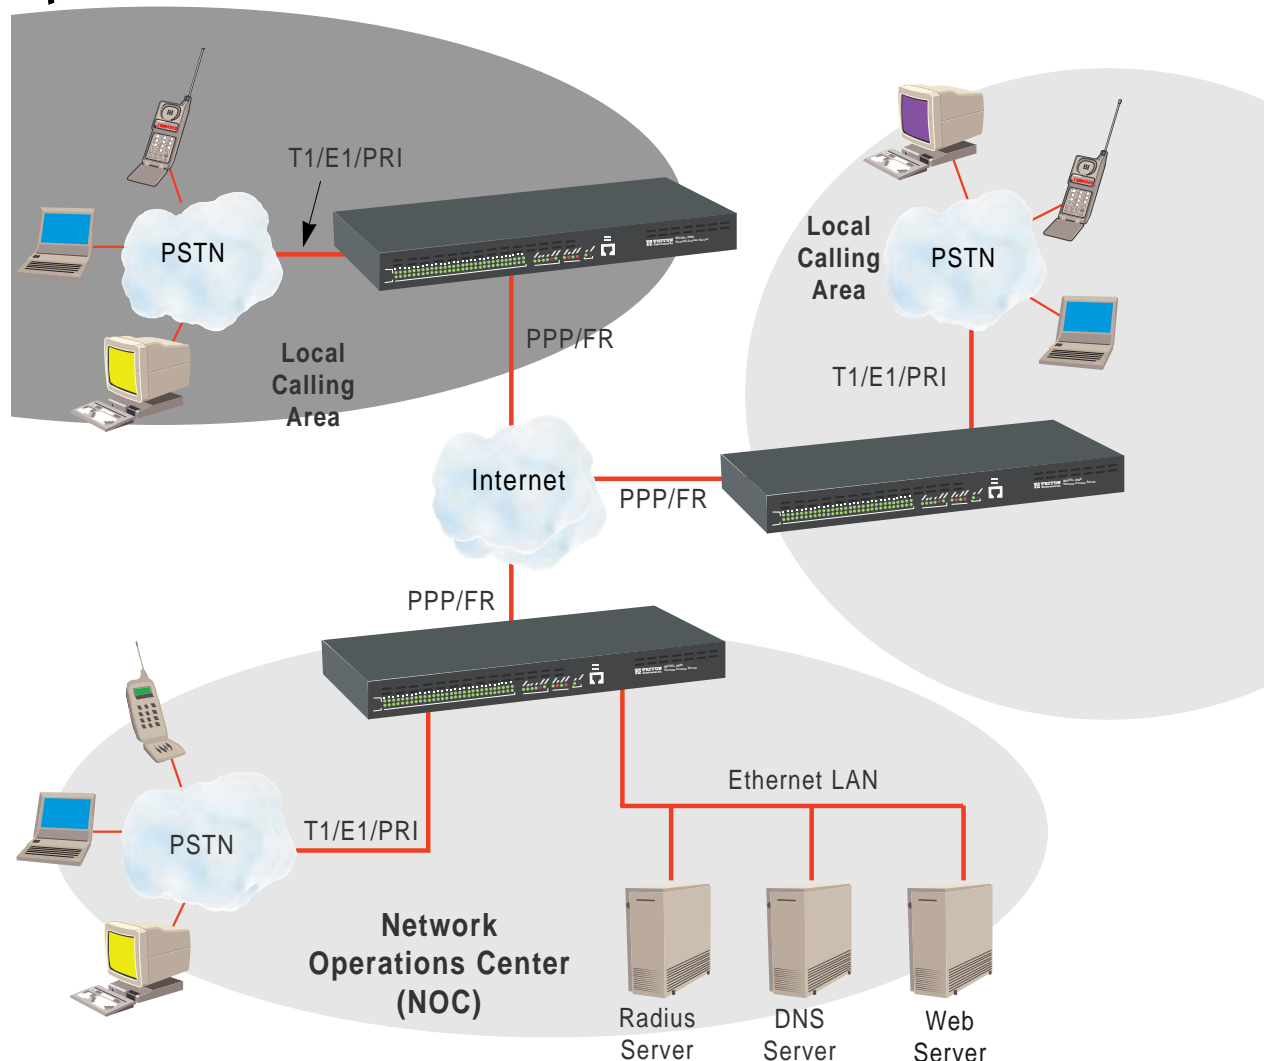 T1/E1/PRI
PSTN
Local
Calling
Area
PPP/FR
Local
Calling
Area
PSTN
T1/E1/PRI
Internet
PPP/FR
PPP/FR
Ethernet LAN
T1/E1/PRI
PSTN
Network
Operations Center
(NOC)
Radius
Server
DNS
Server
Web
Server